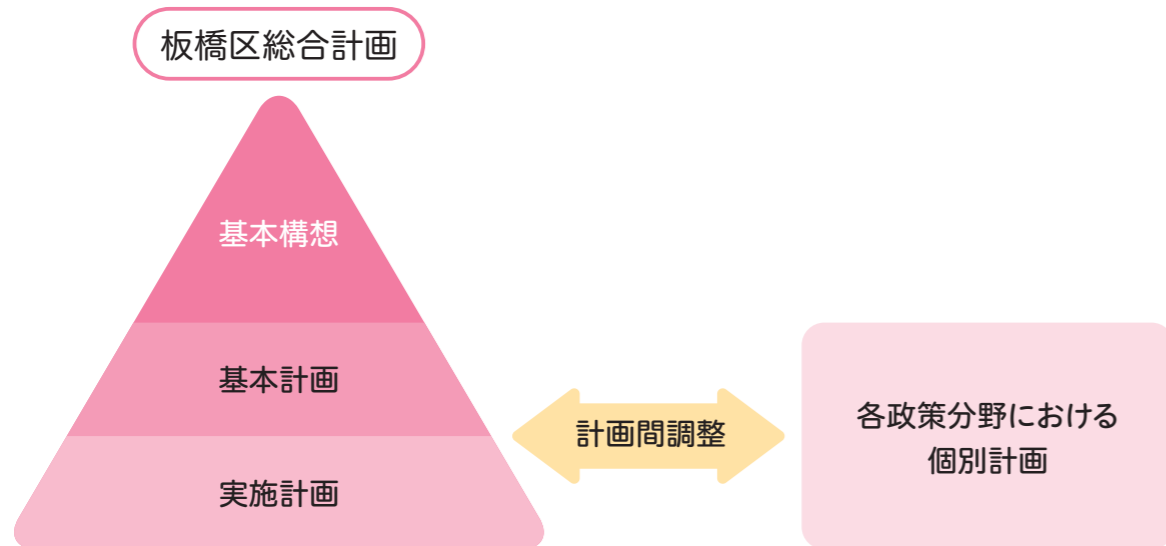 板橋区総合計画
基本構想
基本計画
実施計画
計画間調整
各政策分野における
個別計画